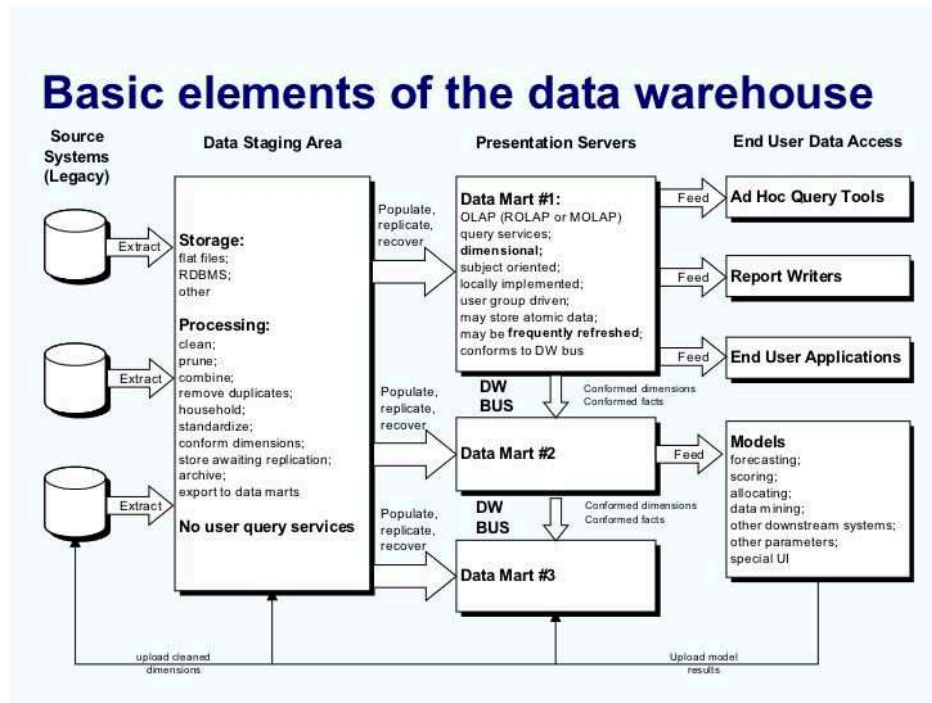 Basic elements of the data warehouse
Source
Systems
(Legacy)
Data Staging Area
Presentation Servers
End User Data Access
Extract
Extract
Extract
Storage:
flat files;
RDBMS;
other
Processing:
clean;
prune;
combine;
remove duplicates;
household;
standardize;
conform dimensions;
store awaiting replication;
archive;
export to data marts
No user query services
Populate,
replicate,
recover
Populate,
replicate,
recover
Populate,
replicate,
recover
Data Mart #1:
OLAP (ROLAP or MOLAP)
query services;
dimensional;
subject oriented;
locally implemented;
user group driven;
may store atomic data;
may be frequently refreshed;
conforms to DW bus
DW
BUS
Conformed dimensions
Conformed facts
Data Mart #2
DW
BUS
Conformed dimensions
Conformed facts
Data Mart #3
Feed
Feed
Feed
Feed
Ad Hoc Query Tools
Report Writers
End User Applications
Models
forecasting;
scoring;
allocating;
data mining;
other downstream systems;
other parameters;
special UI
upload cleaned
dimensions
Upload model
results